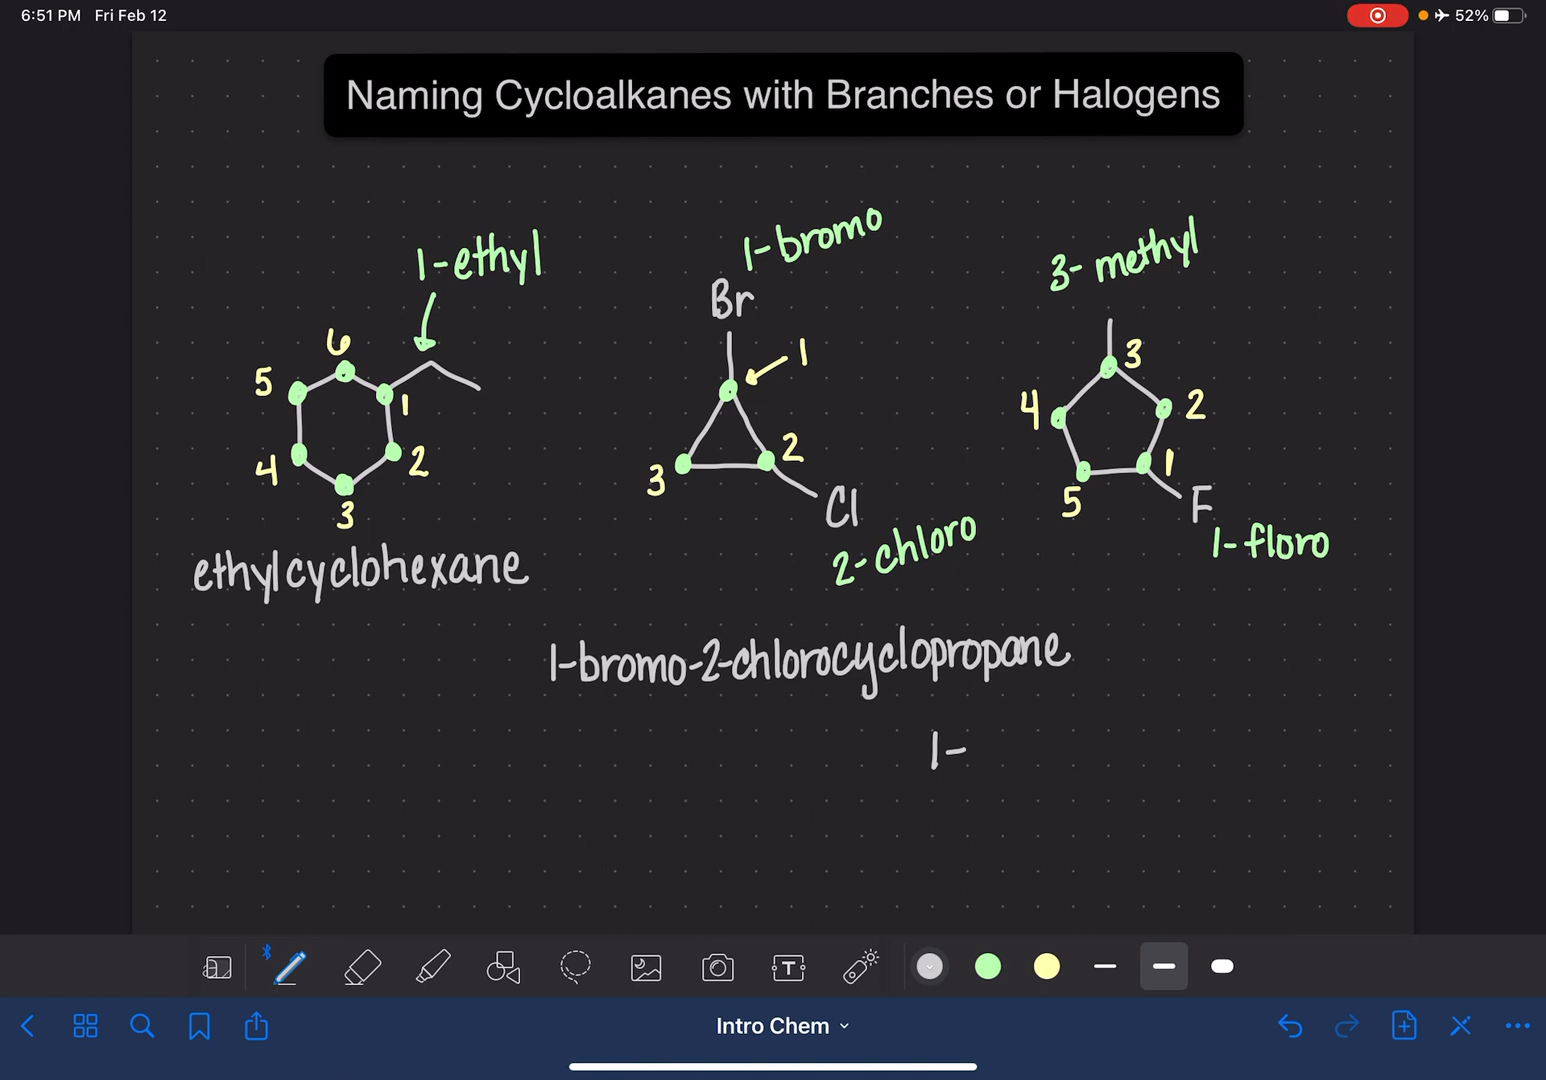 6:51 PM Fri Feb 12
52%
Naming Cycloalkanes with Branches or Halogens
1-ethyl
6
5
1
4
2
3
ethylcyclohexane
1-bromo
Br
1
2
3
Cl
2-chloro
1-bromo-2-chlorocyclopropane
3-methyl
3
4
2
1
5
F
1-floro
1-
T
Intro Chem